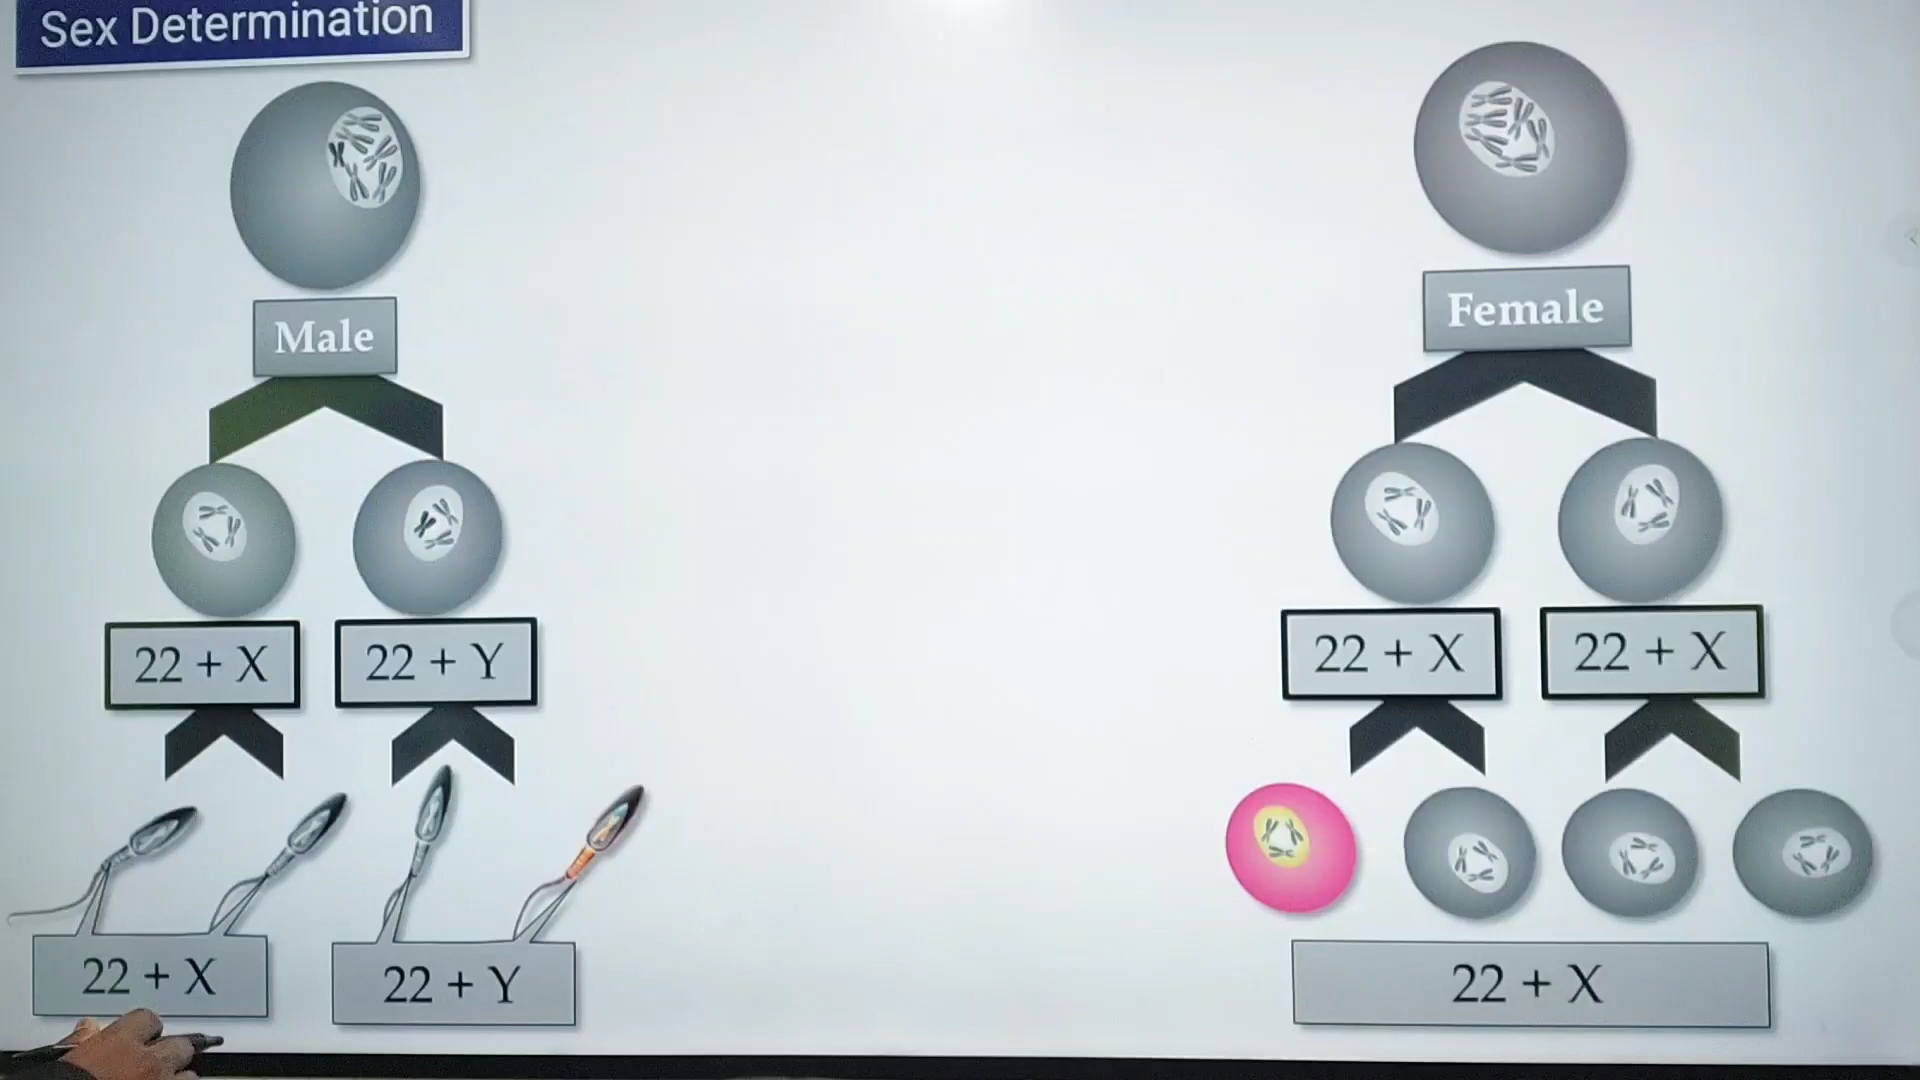 Sex Determination
Male
Female
22 + X
22 + Y
22 + X
22 + X
22 + X
22 + Y
22 + X